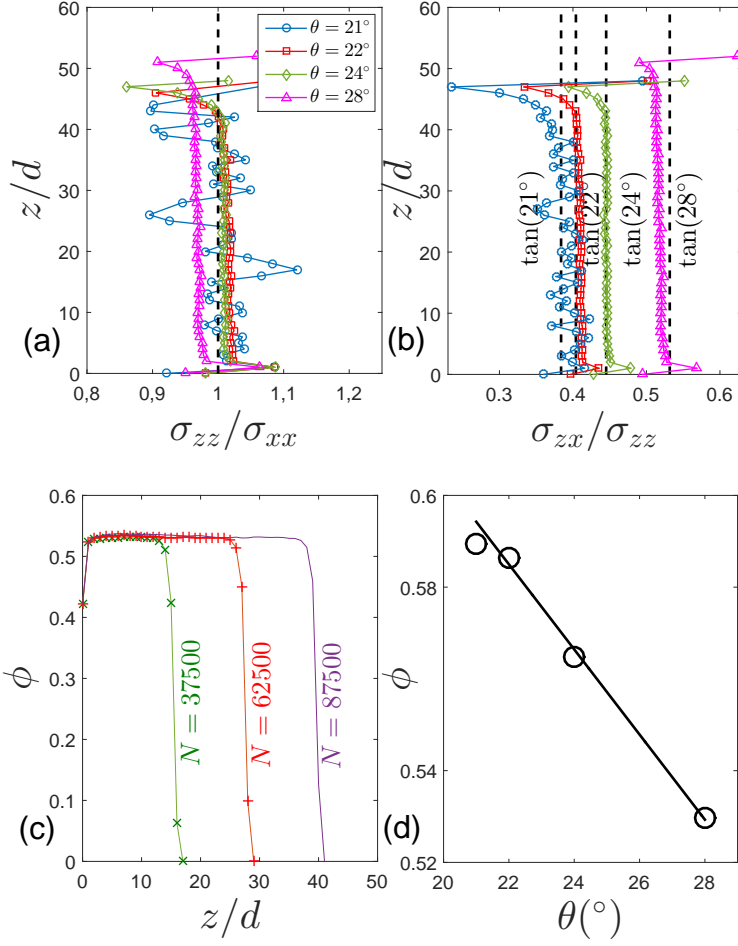 60
50
40
30
20
10
0
z/d
θ = 21°
θ = 22°
θ = 24°
θ = 28°
(a)
0,8 0,9 1 1,1 1,2
σzz/σxx
60
50
40
30
20
10
0
z/d
tan(21°)
tan(22°)
tan(24°)
tan(28°)
(b)
0.3 0.4 0.5 0.6
σzx/σzz
0.6
0.5
0.4
0.3
0.2
0.1
0
ϕ
N = 37500
N = 62500
N = 87500
(c)
0 10 20 30 40 50
z/d
0.6
0.58
0.54
0.52
ϕ
(d)
20 22 24 26 28
θ(°)